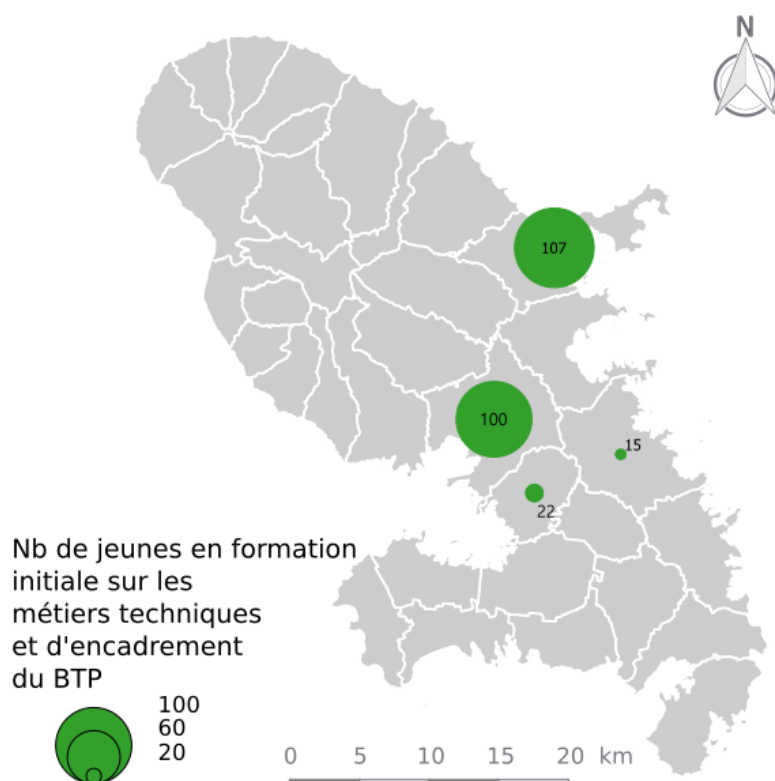 N
107
100
15
22
Nb de jeunes en formation
initiale sur les
métiers techniques
et d'encadrement
du BTP
100
60
20
0 5 10 15 20 km